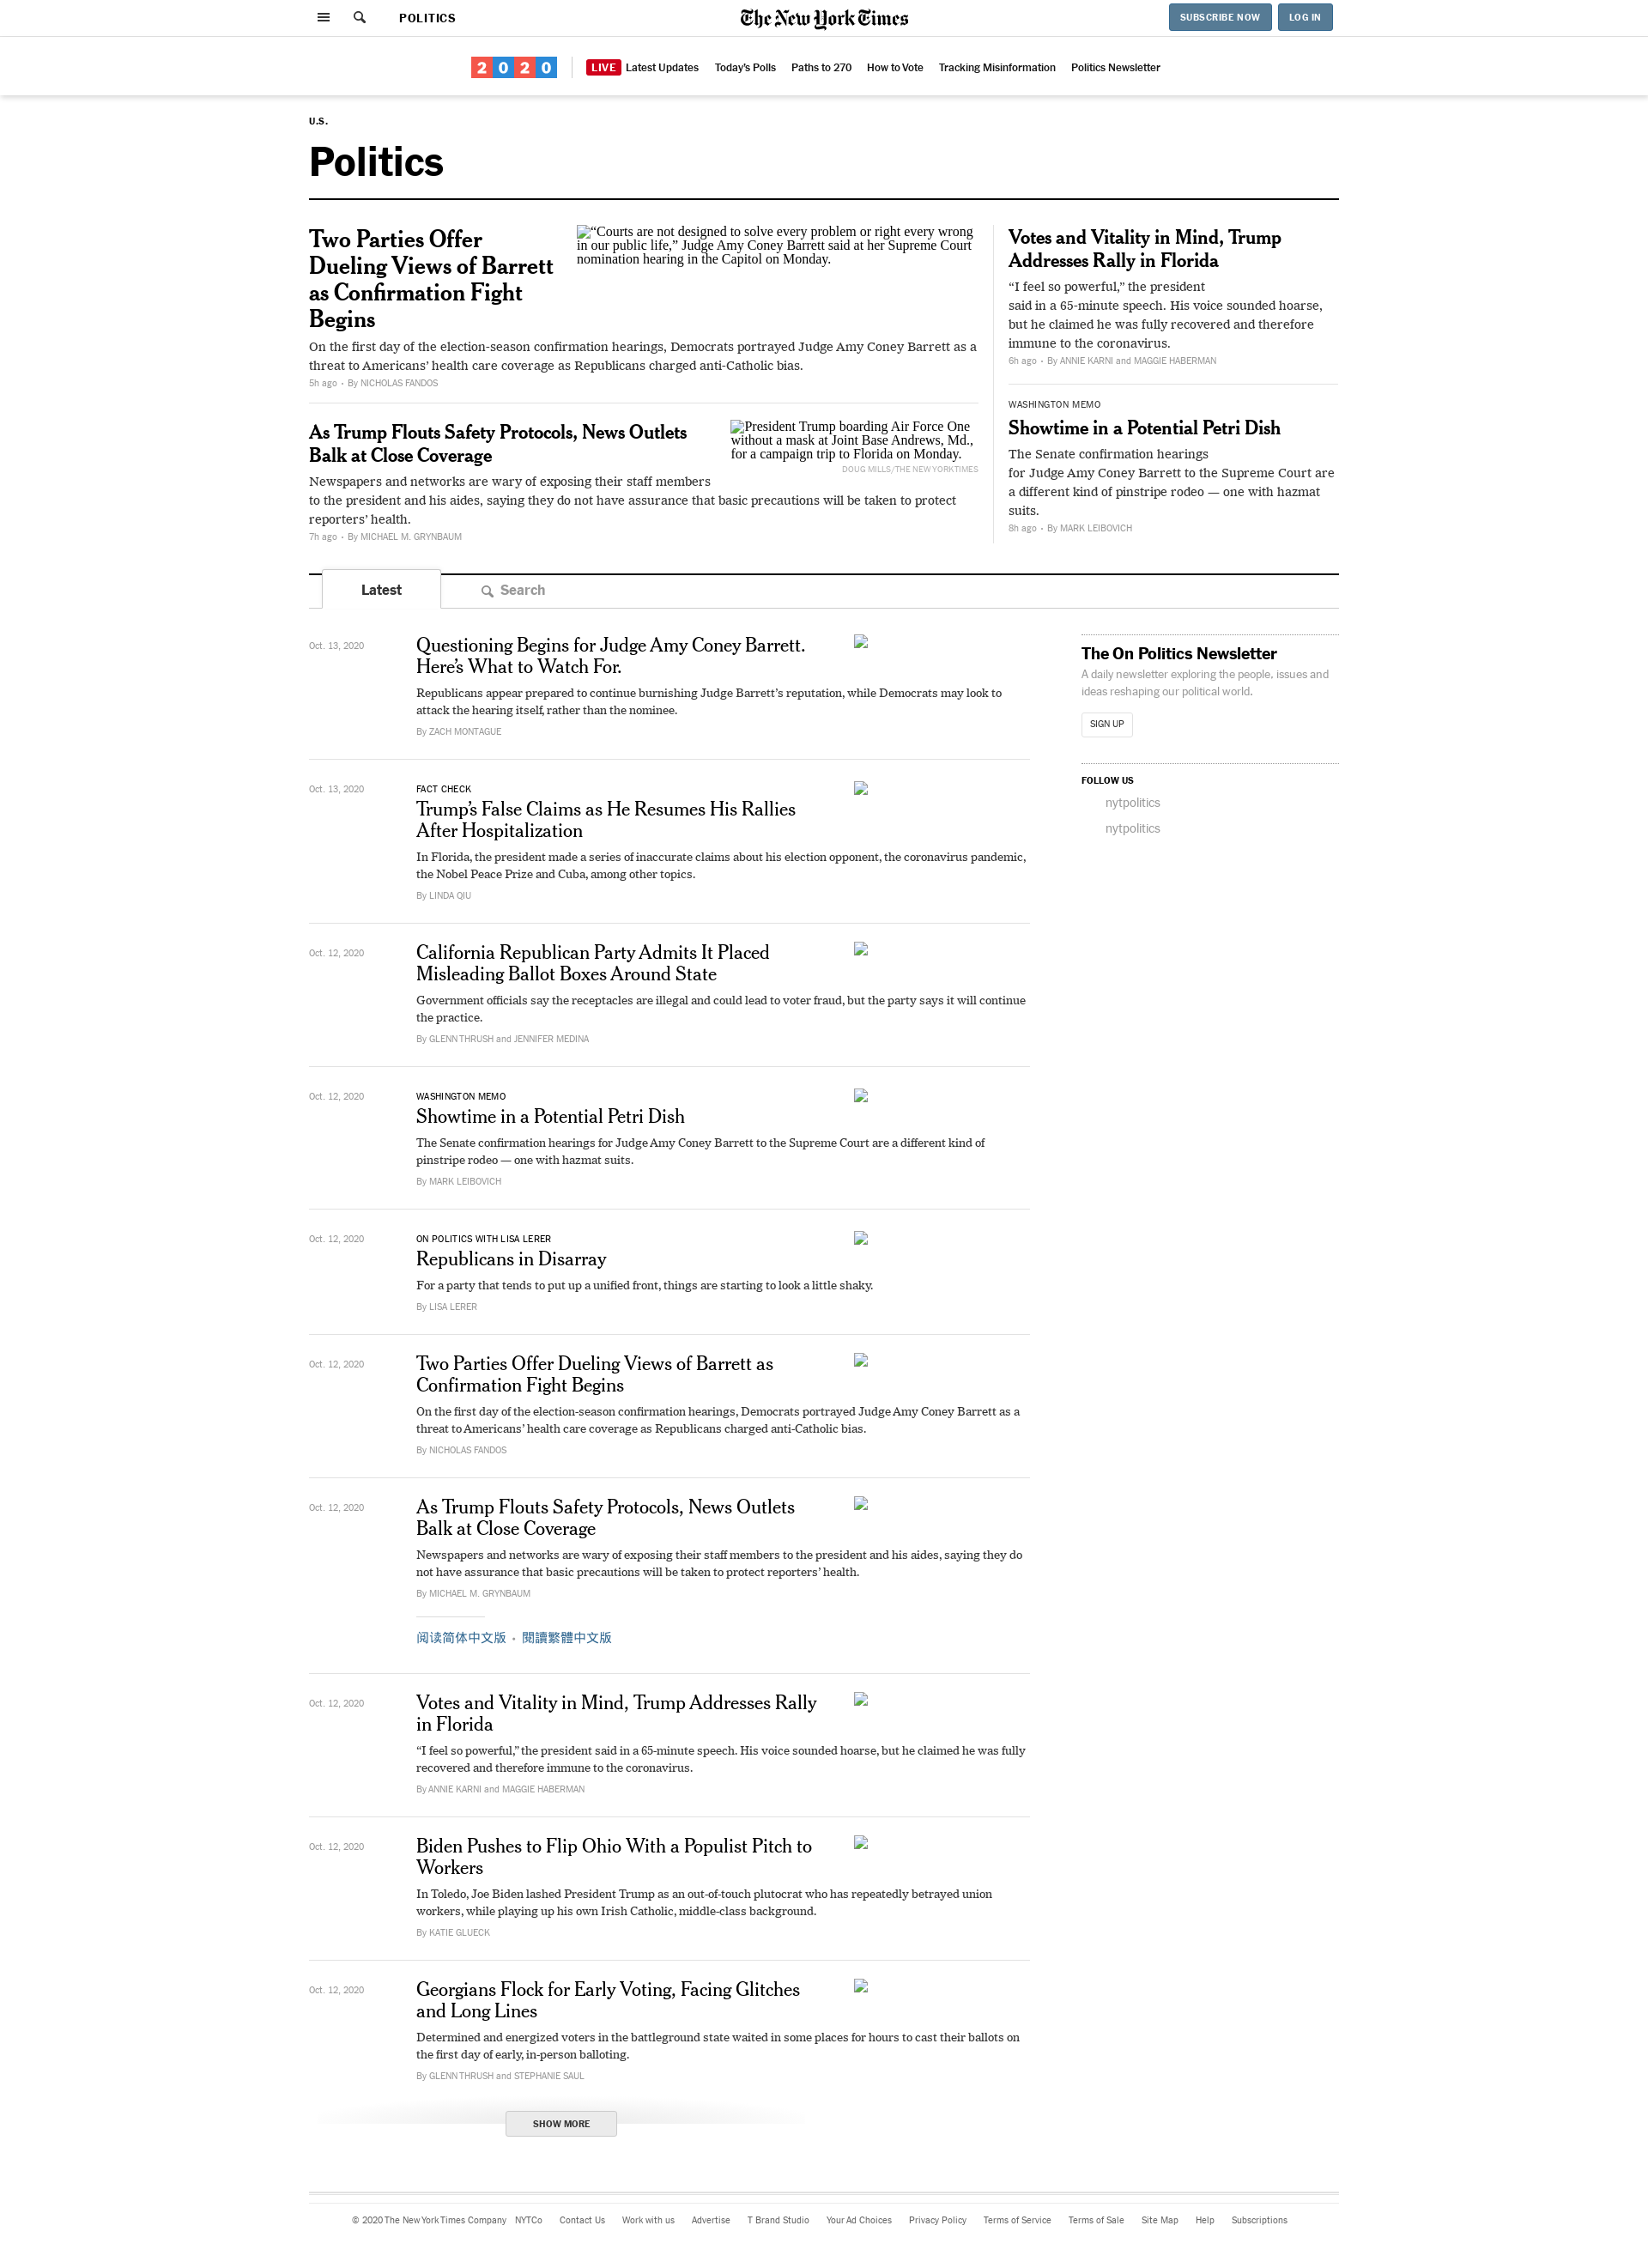 POLITICS
The New York Times
SUBSCRIBE NOW
LOG IN
2020
LIVE Latest Updates
Today's Polls
Paths to 270
How to Vote
Tracking Misinformation
Politics Newsletter
U.S.
Politics
Two Parties Offer
Dueling Views of Barrett
as Confirmation Fight
Begins
“Courts are not designed to solve every problem or right every wrong
in our public life,” Judge Amy Coney Barrett said at her Supreme Court
nomination hearing in the Capitol on Monday.
On the first day of the election-season confirmation hearings, Democrats portrayed Judge Amy Coney Barrett as a
threat to Americans’ health care coverage as Republicans charged anti-Catholic bias.
5h ago • By NICHOLAS FANDOS
As Trump Flouts Safety Protocols, News Outlets
Balk at Close Coverage
President Trump boarding Air Force One
without a mask at Joint Base Andrews, Md.,
for a campaign trip to Florida on Monday.
DOUG MILLS/THE NEW YORK TIMES
Newspapers and networks are wary of exposing their staff members
to the president and his aides, saying they do not have assurance that basic precautions will be taken to protect
reporters’ health.
7h ago • By MICHAEL M. GRYNBAUM
Votes and Vitality in Mind, Trump
Addresses Rally in Florida
“I feel so powerful,” the president
said in a 65-minute speech. His voice sounded hoarse,
but he claimed he was fully recovered and therefore
immune to the coronavirus.
6h ago • By ANNIE KARNI and MAGGIE HABERMAN
WASHINGTON MEMO
Showtime in a Potential Petri Dish
The Senate confirmation hearings
for Judge Amy Coney Barrett to the Supreme Court are
a different kind of pinstripe rodeo — one with hazmat
suits.
8h ago • By MARK LEIBOVICH
Latest
Search
Oct. 13, 2020
Questioning Begins for Judge Amy Coney Barrett.
Here’s What to Watch For.
Republicans appear prepared to continue burnishing Judge Barrett’s reputation, while Democrats may look to
attack the hearing itself, rather than the nominee.
By ZACH MONTAGUE
Oct. 13, 2020
FACT CHECK
Trump’s False Claims as He Resumes His Rallies
After Hospitalization
In Florida, the president made a series of inaccurate claims about his election opponent, the coronavirus pandemic,
the Nobel Peace Prize and Cuba, among other topics.
By LINDA QIU
Oct. 12, 2020
California Republican Party Admits It Placed
Misleading Ballot Boxes Around State
Government officials say the receptacles are illegal and could lead to voter fraud, but the party says it will continue
the practice.
By GLENN THRUSH and JENNIFER MEDINA
Oct. 12, 2020
WASHINGTON MEMO
Showtime in a Potential Petri Dish
The Senate confirmation hearings for Judge Amy Coney Barrett to the Supreme Court are a different kind of
pinstripe rodeo — one with hazmat suits.
By MARK LEIBOVICH
Oct. 12, 2020
ON POLITICS WITH LISA LERER
Republicans in Disarray
For a party that tends to put up a unified front, things are starting to look a little shaky.
By LISA LERER
Oct. 12, 2020
Two Parties Offer Dueling Views of Barrett as
Confirmation Fight Begins
On the first day of the election-season confirmation hearings, Democrats portrayed Judge Amy Coney Barrett as a
threat to Americans’ health care coverage as Republicans charged anti-Catholic bias.
By NICHOLAS FANDOS
Oct. 12, 2020
As Trump Flouts Safety Protocols, News Outlets
Balk at Close Coverage
Newspapers and networks are wary of exposing their staff members to the president and his aides, saying they do
not have assurance that basic precautions will be taken to protect reporters’ health.
By MICHAEL M. GRYNBAUM
阅读简体中文版 • 閱讀繁體中文版
Oct. 12, 2020
Votes and Vitality in Mind, Trump Addresses Rally
in Florida
“I feel so powerful,” the president said in a 65-minute speech. His voice sounded hoarse, but he claimed he was fully
recovered and therefore immune to the coronavirus.
By ANNIE KARNI and MAGGIE HABERMAN
Oct. 12, 2020
Biden Pushes to Flip Ohio With a Populist Pitch to
Workers
In Toledo, Joe Biden lashed President Trump as an out-of-touch plutocrat who has repeatedly betrayed union
workers, while playing up his own Irish Catholic, middle-class background.
By KATIE GLUECK
Oct. 12, 2020
Georgians Flock for Early Voting, Facing Glitches
and Long Lines
Determined and energized voters in the battleground state waited in some places for hours to cast their ballots on
the first day of early, in-person balloting.
By GLENN THRUSH and STEPHANIE SAUL
SHOW MORE
The On Politics Newsletter
A daily newsletter exploring the people, issues and
ideas reshaping our political world.
SIGN UP
FOLLOW US
nytpolitics
nytpolitics
© 2020 The New York Times Company
NYTCo
Contact Us
Work with us
Advertise
T Brand Studio
Your Ad Choices
Privacy Policy
Terms of Service
Terms of Sale
Site Map
Help
Subscriptions